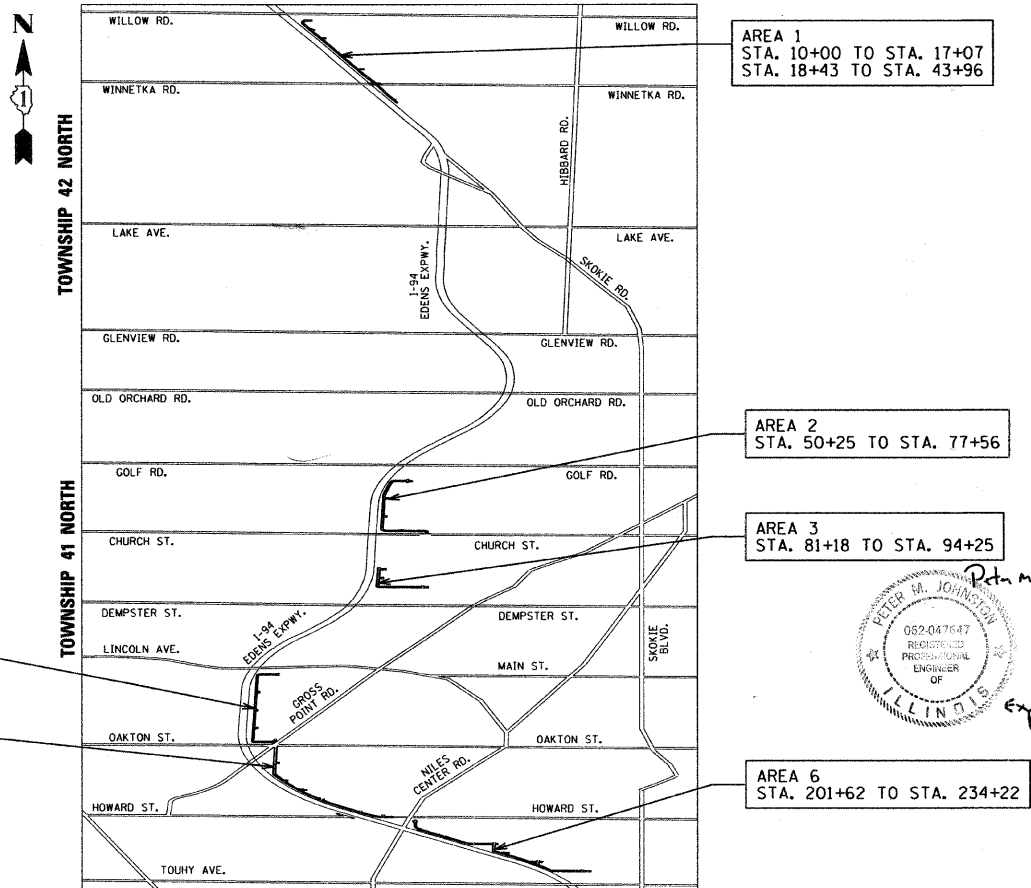 N
1
TOWNSHIP 42 NORTH
TOWNSHIP 41 NORTH
WILLOW RD.
WILLOW RD.
AREA 1
STA. 10+00 TO STA. 17+07
STA. 18+43 TO STA. 43+96
WINNETKA RD.
WINNETKA RD.
HIBBARD RD.
LAKE AVE.
LAKE AVE.
I-94
EDENS EXPWY.
SKOKIE RD.
GLENVIEW RD.
GLENVIEW RD.
OLD ORCHARD RD.
OLD ORCHARD RD.
AREA 2
STA. 50+25 TO STA. 77+56
GOLF RD.
GOLF RD.
CHURCH ST.
CHURCH ST.
AREA 3
STA. 81+18 TO STA. 94+25
DEMPSTER ST.
DEMPSTER ST.
I-94
EDENS EXPWY.
SKOKIE
BLVD.
LINCOLN AVE.
MAIN ST.
GROSS
POINT RD.
OAKTON ST.
OAKTON ST.
NILES
CENTER RD.
HOWARD ST.
HOWARD ST.
AREA 6
STA. 201+62 TO STA. 234+22
TOUHY AVE.
PETER M. JOHNSTON
062-047647
REGISTERED
PROFESSIONAL
ENGINEER
OF
ILLINOIS